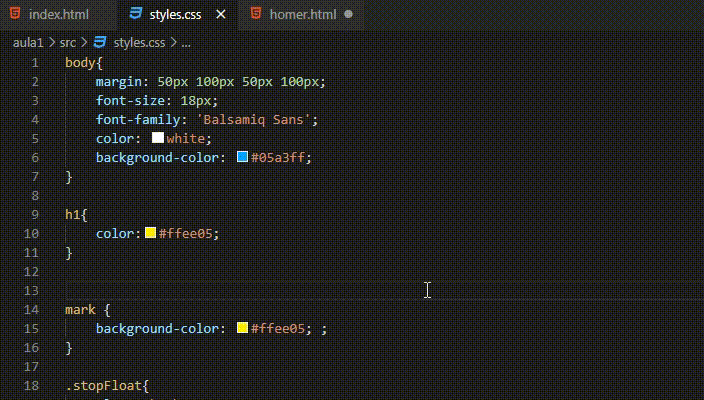 index.html styles.css homer.html
aula1 > src > styles.css > ...
1 body{
2 margin: 50px 100px 50px 100px;
3 font-size: 18px;
4 font-family: 'Balsamiq Sans';
5 color: white;
6 background-color: #05a3ff;
7 }
8
9 h1{
10 color: #ffee05;
11 }
12
13
14 mark {
15 background-color: #ffee05; ;
16 }
17
18 .stopFloat{